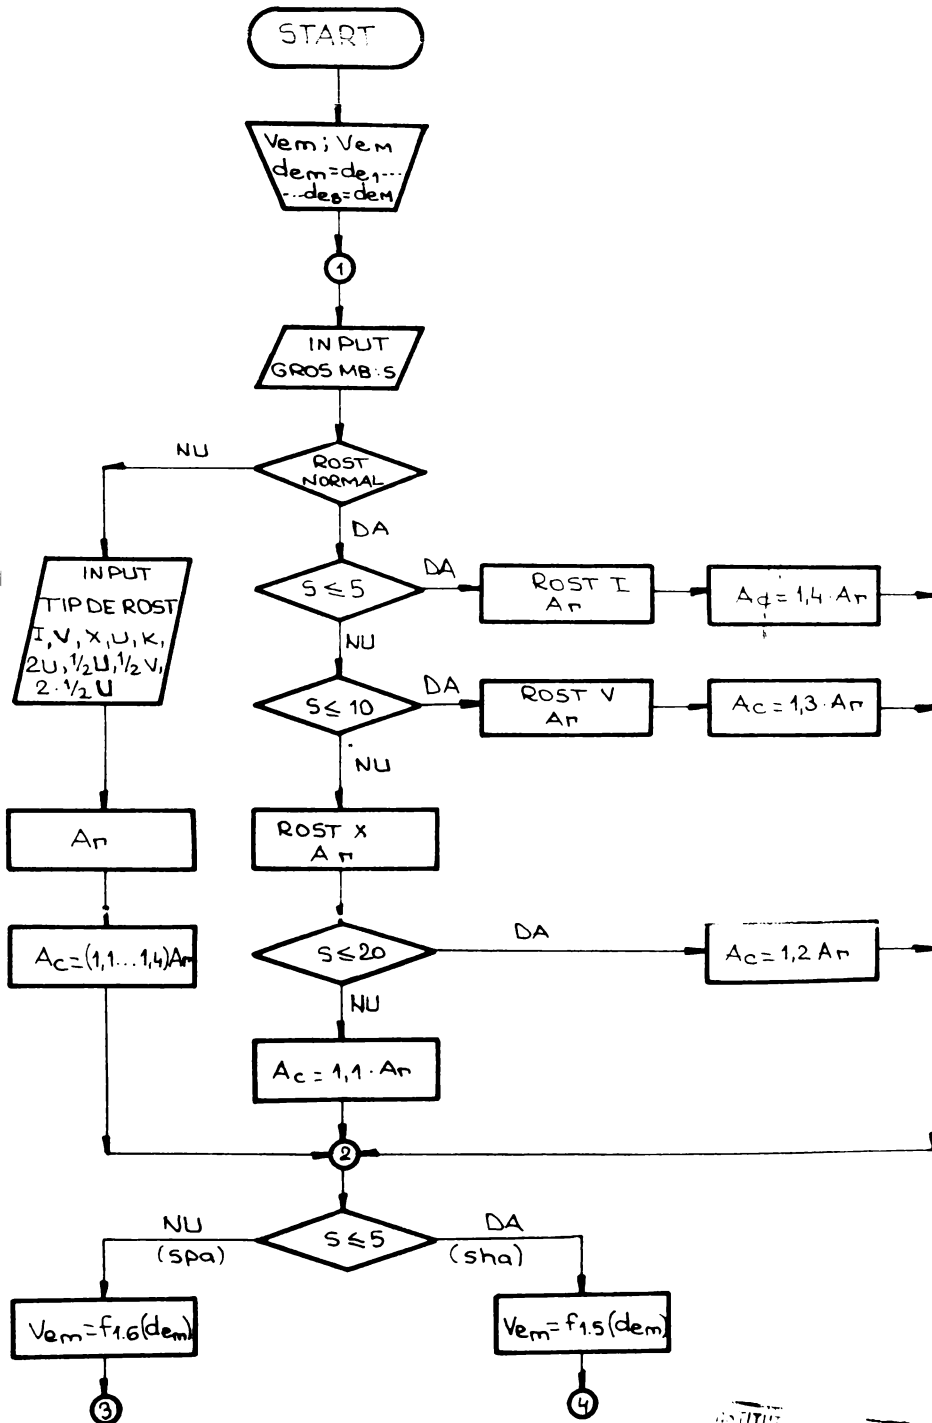 START
Vem; VeM
dem=de1...
...de8=deM
1
INPUT
GROS MB:S
NU
ROST
NORMAL
DA
INPUT
TIP DE ROST
I, V, X, U, K,
2U, 1/2U, 1/2V,
2·1/2U
S ≤ 5
DA
ROST I
Ar
Ac = 1,4·Ar
NU
S ≤ 10
DA
ROST V
Ar
Ac = 1,3·Ar
NU
Ar
ROST X
Ar
Ac=(1,1...1,4)Ar
S ≤ 20
DA
Ac = 1,2 Ar
NU
Ac = 1,1·Ar
2
NU
(spa)
S ≤ 5
DA
(sha)
Vem=f1.6(dem)
Vem=f1.5(dem)
3
4